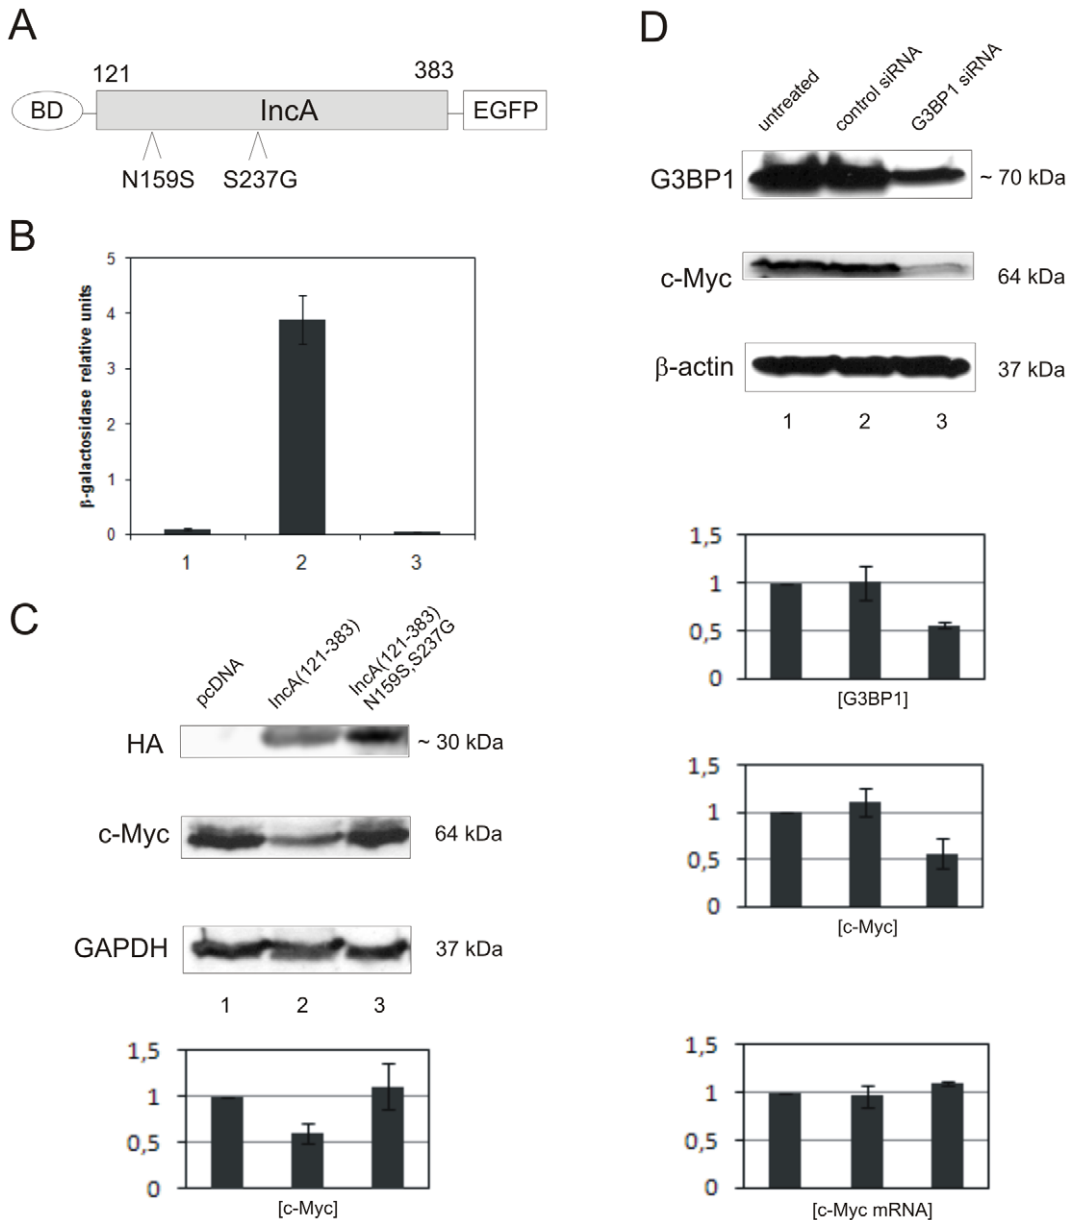 A
121
383
BD
IncA
EGFP
N159S
S237G
B
β-galactosidase relative units
5
4
3
2
1
0
1
2
3
C
pcDNA
IncA(121-383)
IncA(121-383)
N159S,S237G
HA
~ 30 kDa
c-Myc
64 kDa
GAPDH
37 kDa
1
2
3
1,5
1
0,5
0
[c-Myc]
D
untreated
control siRNA
G3BP1 siRNA
G3BP1
~ 70 kDa
c-Myc
64 kDa
β-actin
37 kDa
1
2
3
1,5
1
0,5
0
[G3BP1]
1,5
1
0,5
0
[c-Myc]
1,5
1
0,5
0
[c-Myc mRNA]